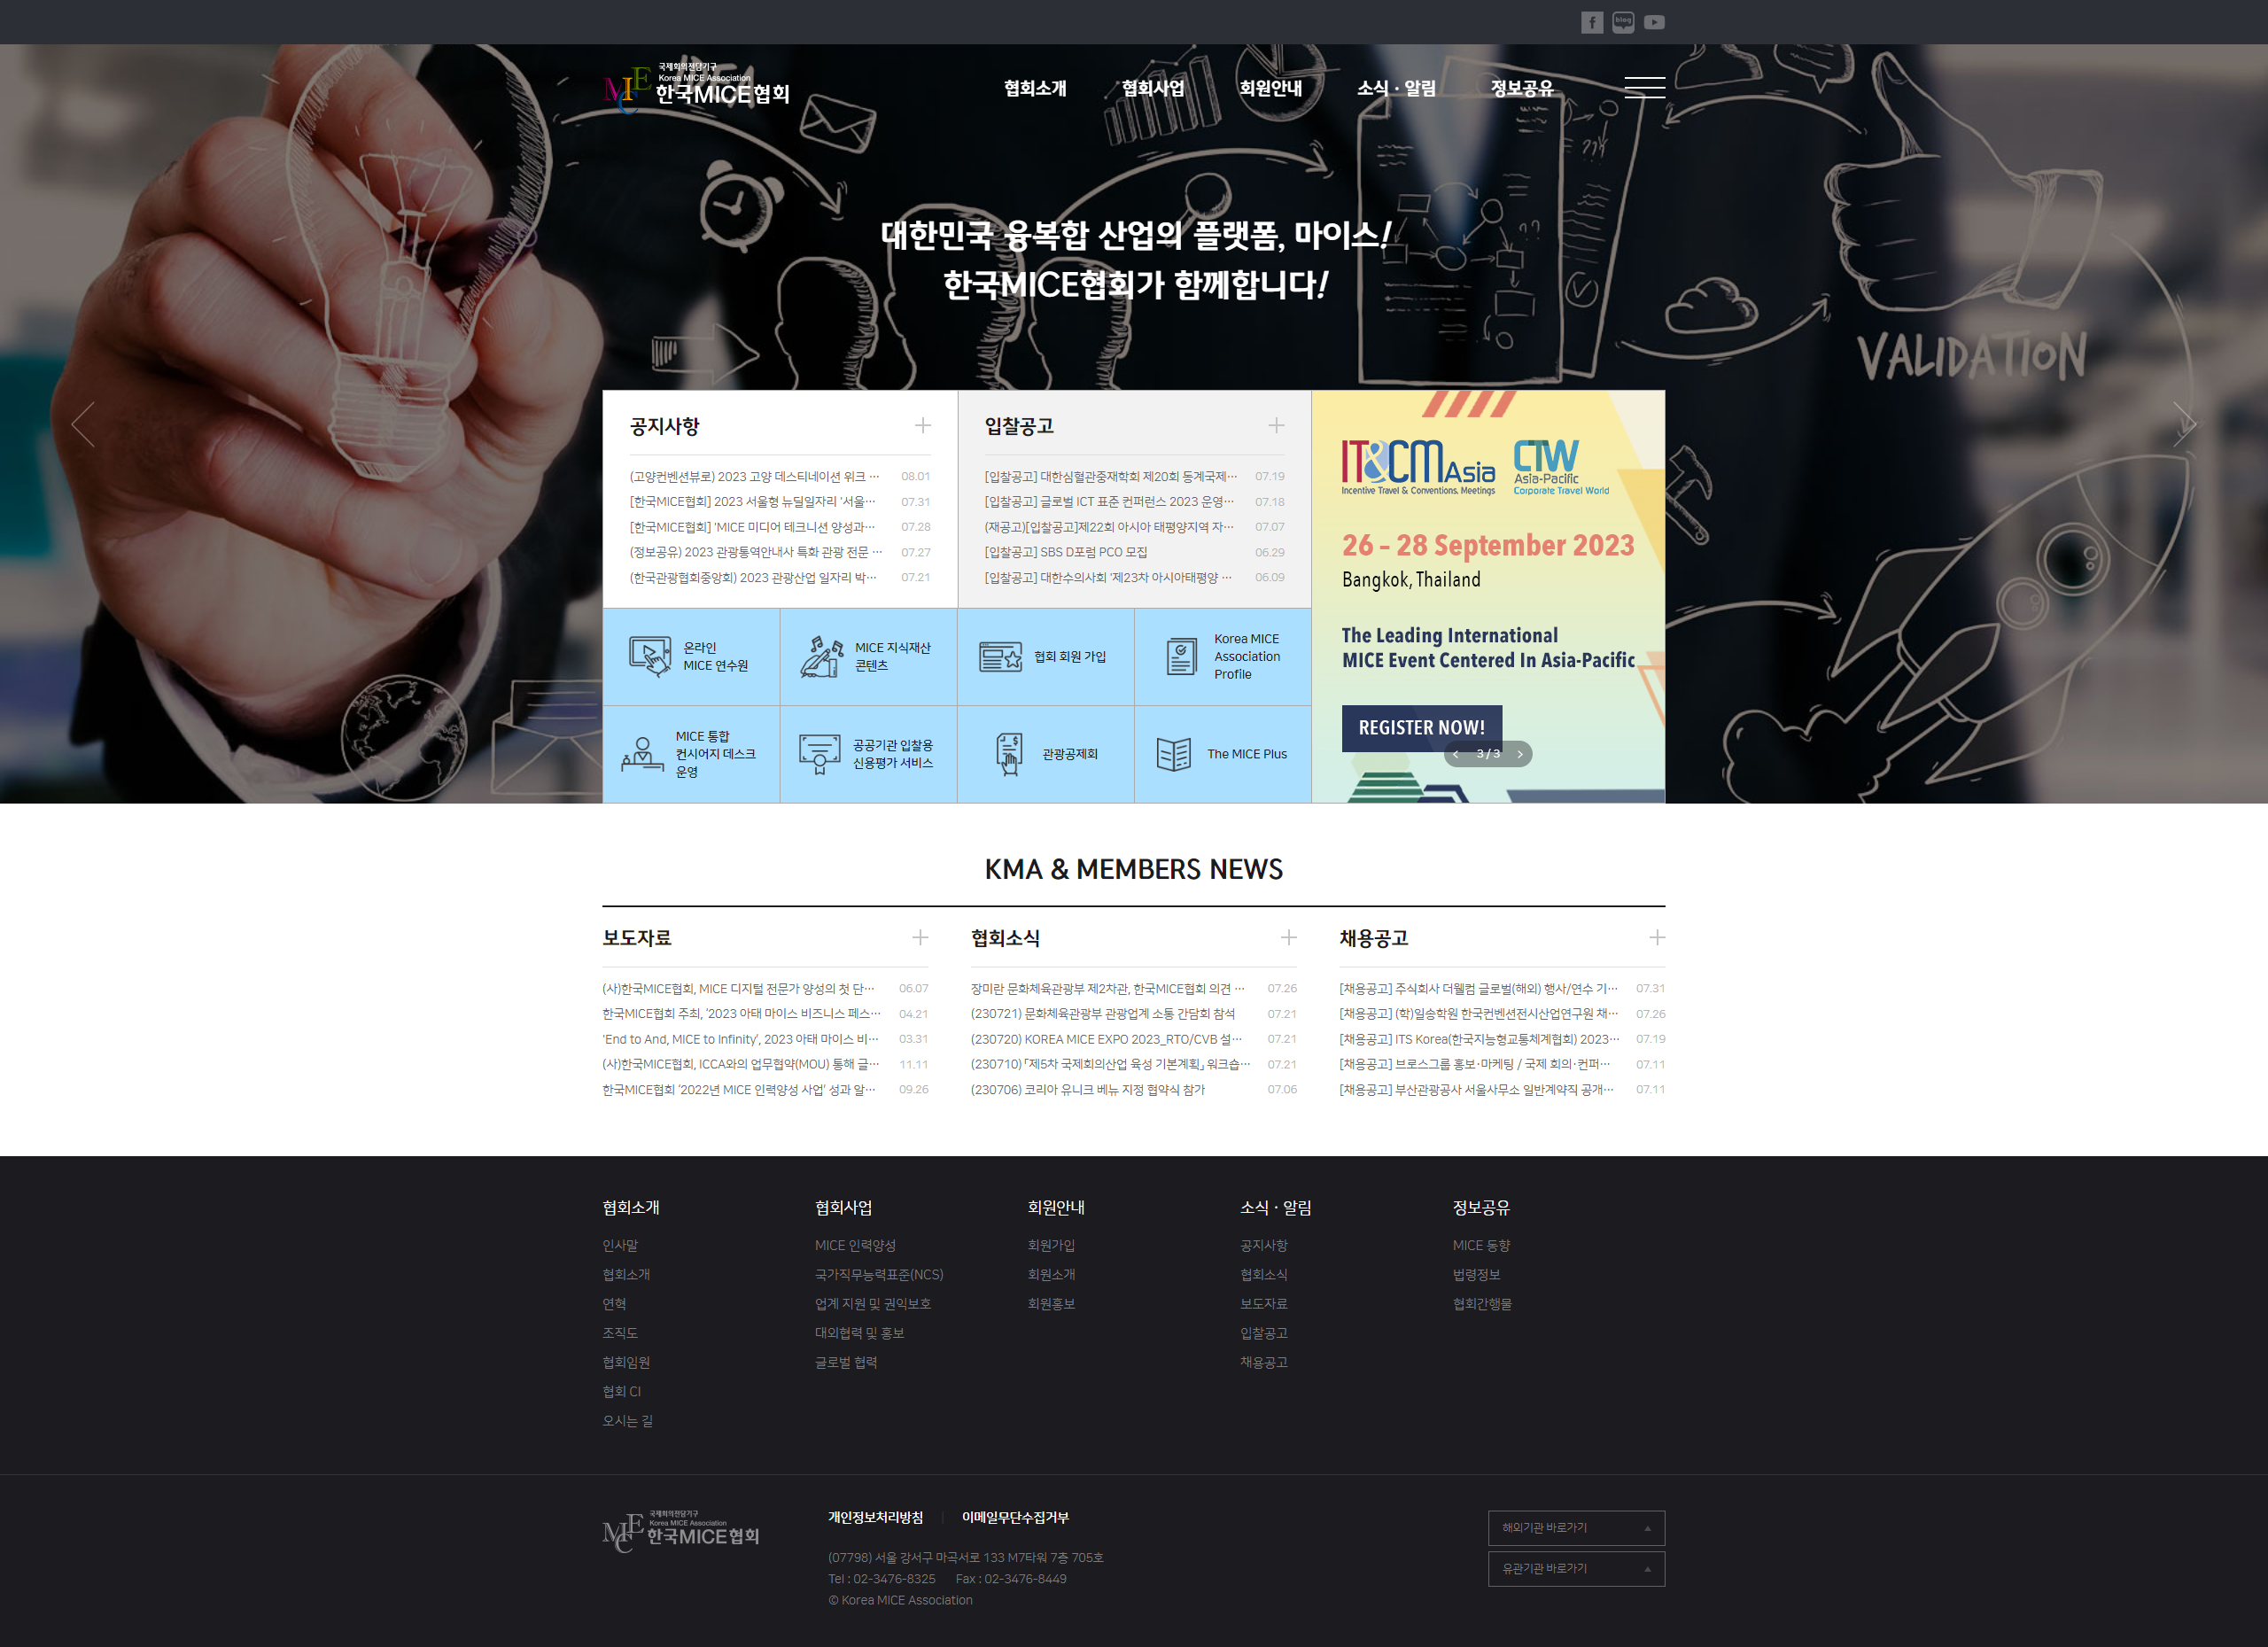 blog
국제회의전담기구
Korea MICE Association
MICE 한국MICE협회
협회소개
협회사업
회원안내
소식 · 알림
정보공유
대한민국 융복합 산업의 플랫폼, 마이스!
한국MICE협회가 함께합니다!
VALIDATION
공지사항
(고양컨벤션뷰로) 2023 고양 데스티네이션 위크 ··· 08.01
[한국MICE협회] 2023 서울형 뉴딜일자리 '서울··· 07.31
[한국MICE협회] 'MICE 미디어 테크니션 양성과··· 07.28
(정보공유) 2023 관광통역안내사 특화 관광 전문 ··· 07.27
(한국관광협회중앙회) 2023 관광산업 일자리 박··· 07.21
입찰공고
[입찰공고] 대한심혈관중재학회 제20회 동계국제··· 07.19
[입찰공고] 글로벌 ICT 표준 컨퍼런스 2023 운영··· 07.18
(재공고)[입찰공고]제22회 아시아 태평양지역 자··· 07.07
[입찰공고] SBS D포럼 PCO 모집 06.29
[입찰공고] 대한수의사회 '제23차 아시아태평양 ··· 06.09
IT&CM Asia
Incentive Travel & Conventions, Meetings
CTW
Asia-Pacific
Corporate Travel World
26 – 28 September 2023
Bangkok, Thailand
The Leading International
MICE Event Centered In Asia-Pacific
REGISTER NOW!
3 / 3
온라인
MICE 연수원
MICE 지식재산
콘텐츠
협회 회원 가입
Korea MICE
Association
Profile
MICE 통합
컨시어지 데스크
운영
공공기관 입찰용
신용평가 서비스
관광공제회
The MICE Plus
KMA & MEMBERS NEWS
보도자료
(사)한국MICE협회, MICE 디지털 전문가 양성의 첫 단··· 06.07
한국MICE협회 주최, '2023 아태 마이스 비즈니스 페스··· 04.21
'End to And, MICE to Infinity', 2023 아태 마이스 비··· 03.31
(사)한국MICE협회, ICCA와의 업무협약(MOU) 통해 글··· 11.11
한국MICE협회 '2022년 MICE 인력양성 사업' 성과 알··· 09.26
협회소식
장미란 문화체육관광부 제2차관, 한국MICE협회 의견 ··· 07.26
(230721) 문화체육관광부 관광업계 소통 간담회 참석 07.21
(230720) KOREA MICE EXPO 2023_RTO/CVB 설··· 07.21
(230710) 「제5차 국제회의산업 육성 기본계획」 워크숍··· 07.21
(230706) 코리아 유니크 베뉴 지정 협약식 참가 07.06
채용공고
[채용공고] 주식회사 더웰컴 글로벌(해외) 행사/연수 기··· 07.31
[채용공고] (학)일송학원 한국컨벤션전시산업연구원 채··· 07.26
[채용공고] ITS Korea(한국지능형교통체계협회) 2023··· 07.19
[채용공고] 브로스그룹 홍보·마케팅 / 국제 회의·컨퍼··· 07.11
[채용공고] 부산관광공사 서울사무소 일반계약직 공개··· 07.11
협회소개
인사말
협회소개
연혁
조직도
협회임원
협회 CI
오시는 길
협회사업
MICE 인력양성
국가직무능력표준(NCS)
업계 지원 및 권익보호
대외협력 및 홍보
글로벌 협력
회원안내
회원가입
회원소개
회원홍보
소식 · 알림
공지사항
협회소식
보도자료
입찰공고
채용공고
정보공유
MICE 동향
법령정보
협회간행물
국제회의전담기구
Korea MICE Association
MICE 한국MICE협회
개인정보처리방침 | 이메일무단수집거부
(07798) 서울 강서구 마곡서로 133 M7타워 7층 705호
Tel : 02-3476-8325 Fax : 02-3476-8449
© Korea MICE Association
해외기관 바로가기
유관기관 바로가기